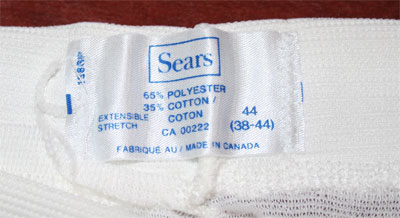 Sears
65% POLYESTER
35% COTTON /
COTON
EXTENSIBLE
STRETCH
CA 00222
44
(38-44)
FABRIQUÉ AU / MADE IN CANADA